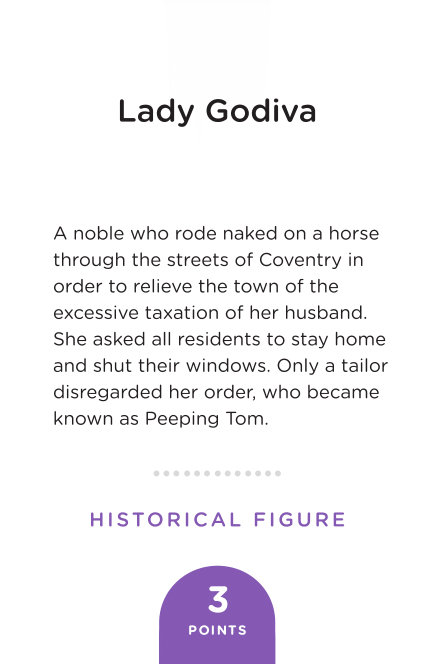 Lady Godiva
A noble who rode naked on a horse
through the streets of Coventry in
order to relieve the town of the
excessive taxation of her husband.
She asked all residents to stay home
and shut their windows. Only a tailor
disregarded her order, who became
known as Peeping Tom.
HISTORICAL FIGURE
3
POINTS